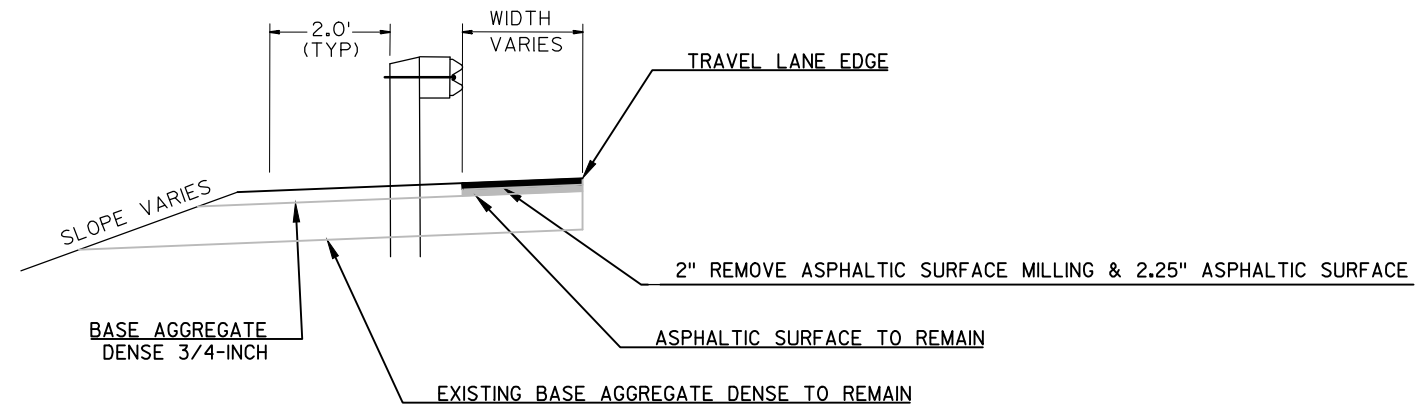 2.0'
(TYP)
WIDTH
VARIES
TRAVEL LANE EDGE
SLOPE VARIES
2" REMOVE ASPHALTIC SURFACE MILLING & 2.25" ASPHALTIC SURFACE
BASE AGGREGATE
DENSE 3/4-INCH
ASPHALTIC SURFACE TO REMAIN
EXISTING BASE AGGREGATE DENSE TO REMAIN